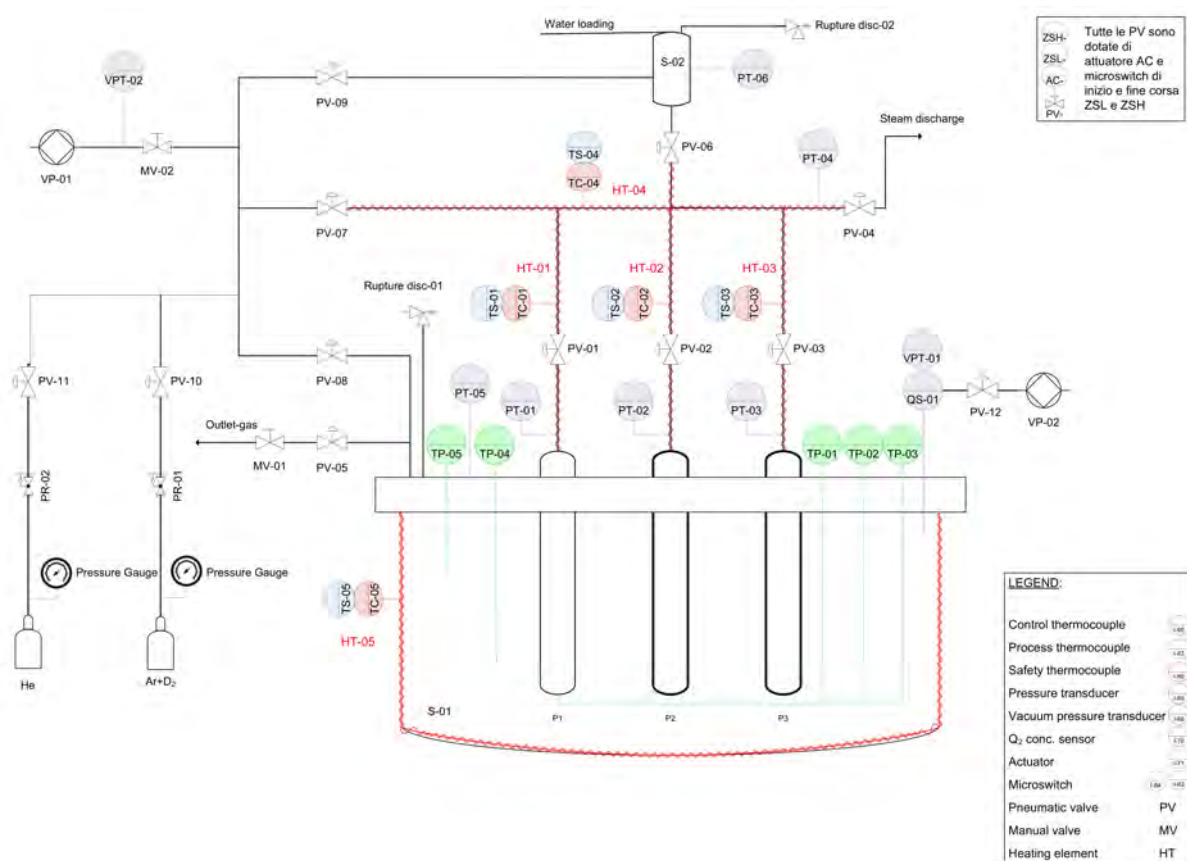 Water loading
Rupture disc-02
ZSH-
ZSL-
AC-
PV-
Tutte le PV sono
dotate di
attuatore AC e
microswitch di
inizio e fine corsa
ZSL e ZSH
VPT-02
S-02
PT-06
PV-09
Steam discharge
VP-01
MV-02
TS-04
TC-04
PV-06
PT-04
HT-04
PV-07
PV-04
HT-01
HT-02
HT-03
Rupture disc-01
TS-01
TC-01
TS-02
TC-02
TS-03
TC-03
PV-11
PV-10
PV-08
PV-01
PV-02
PV-03
VPT-01
PT-05
PT-01
PT-02
PT-03
QS-01
PV-12
VP-02
Outlet-gas
MV-01
PV-05
TP-05
TP-04
TP-01
TP-02
TP-03
PR-02
PR-01
Pressure Gauge
Pressure Gauge
TS-05
TC-05
HT-05
He
Ar+D₂
S-01
P1
P2
P3
LEGEND:
Control thermocouple
Process thermocouple
Safety thermocouple
Pressure transducer
Vacuum pressure transducer
Q₂ conc. sensor
Actuator
Microswitch
Pneumatic valve PV
Manual valve MV
Heating element HT